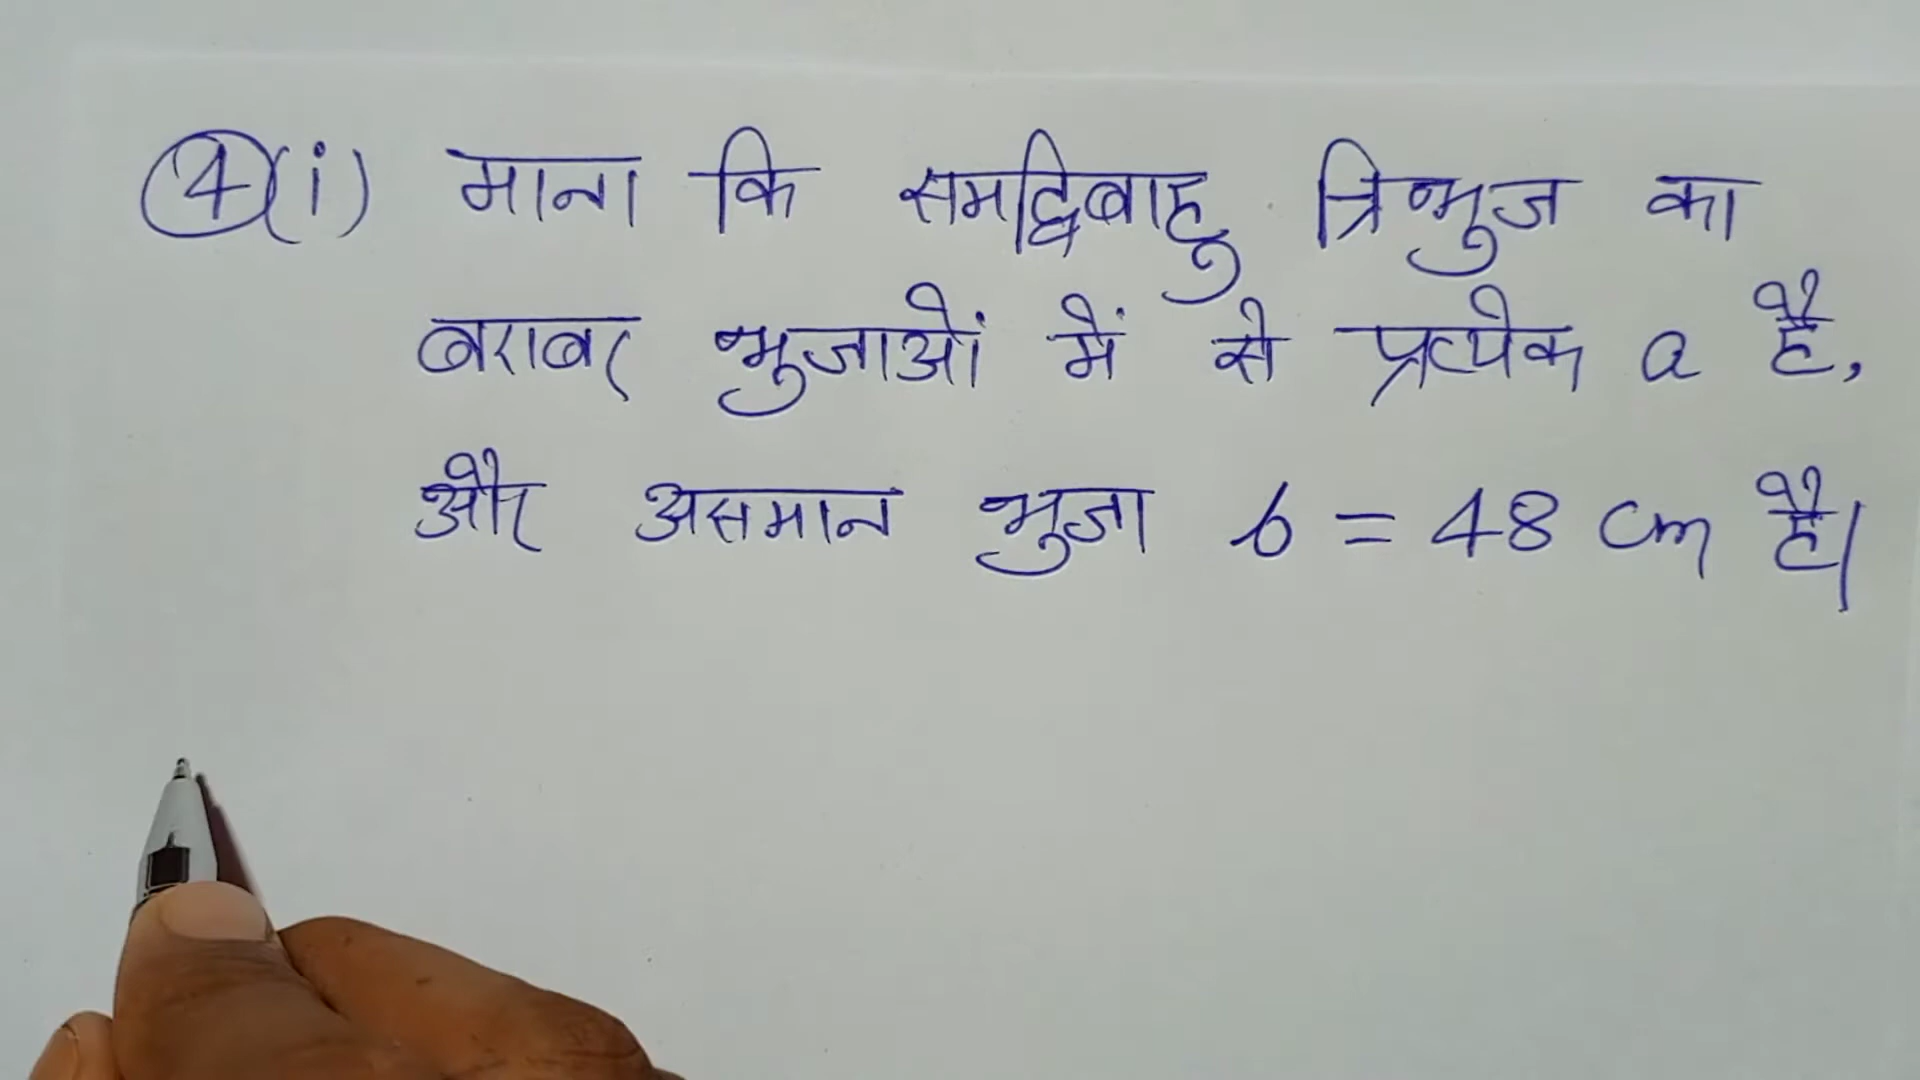 4(i) माना कि समद्विबाहु त्रिभुज का
बराबर भुजाओं में से प्रत्येक a है,
और असमान भुजा b = 48 cm है।